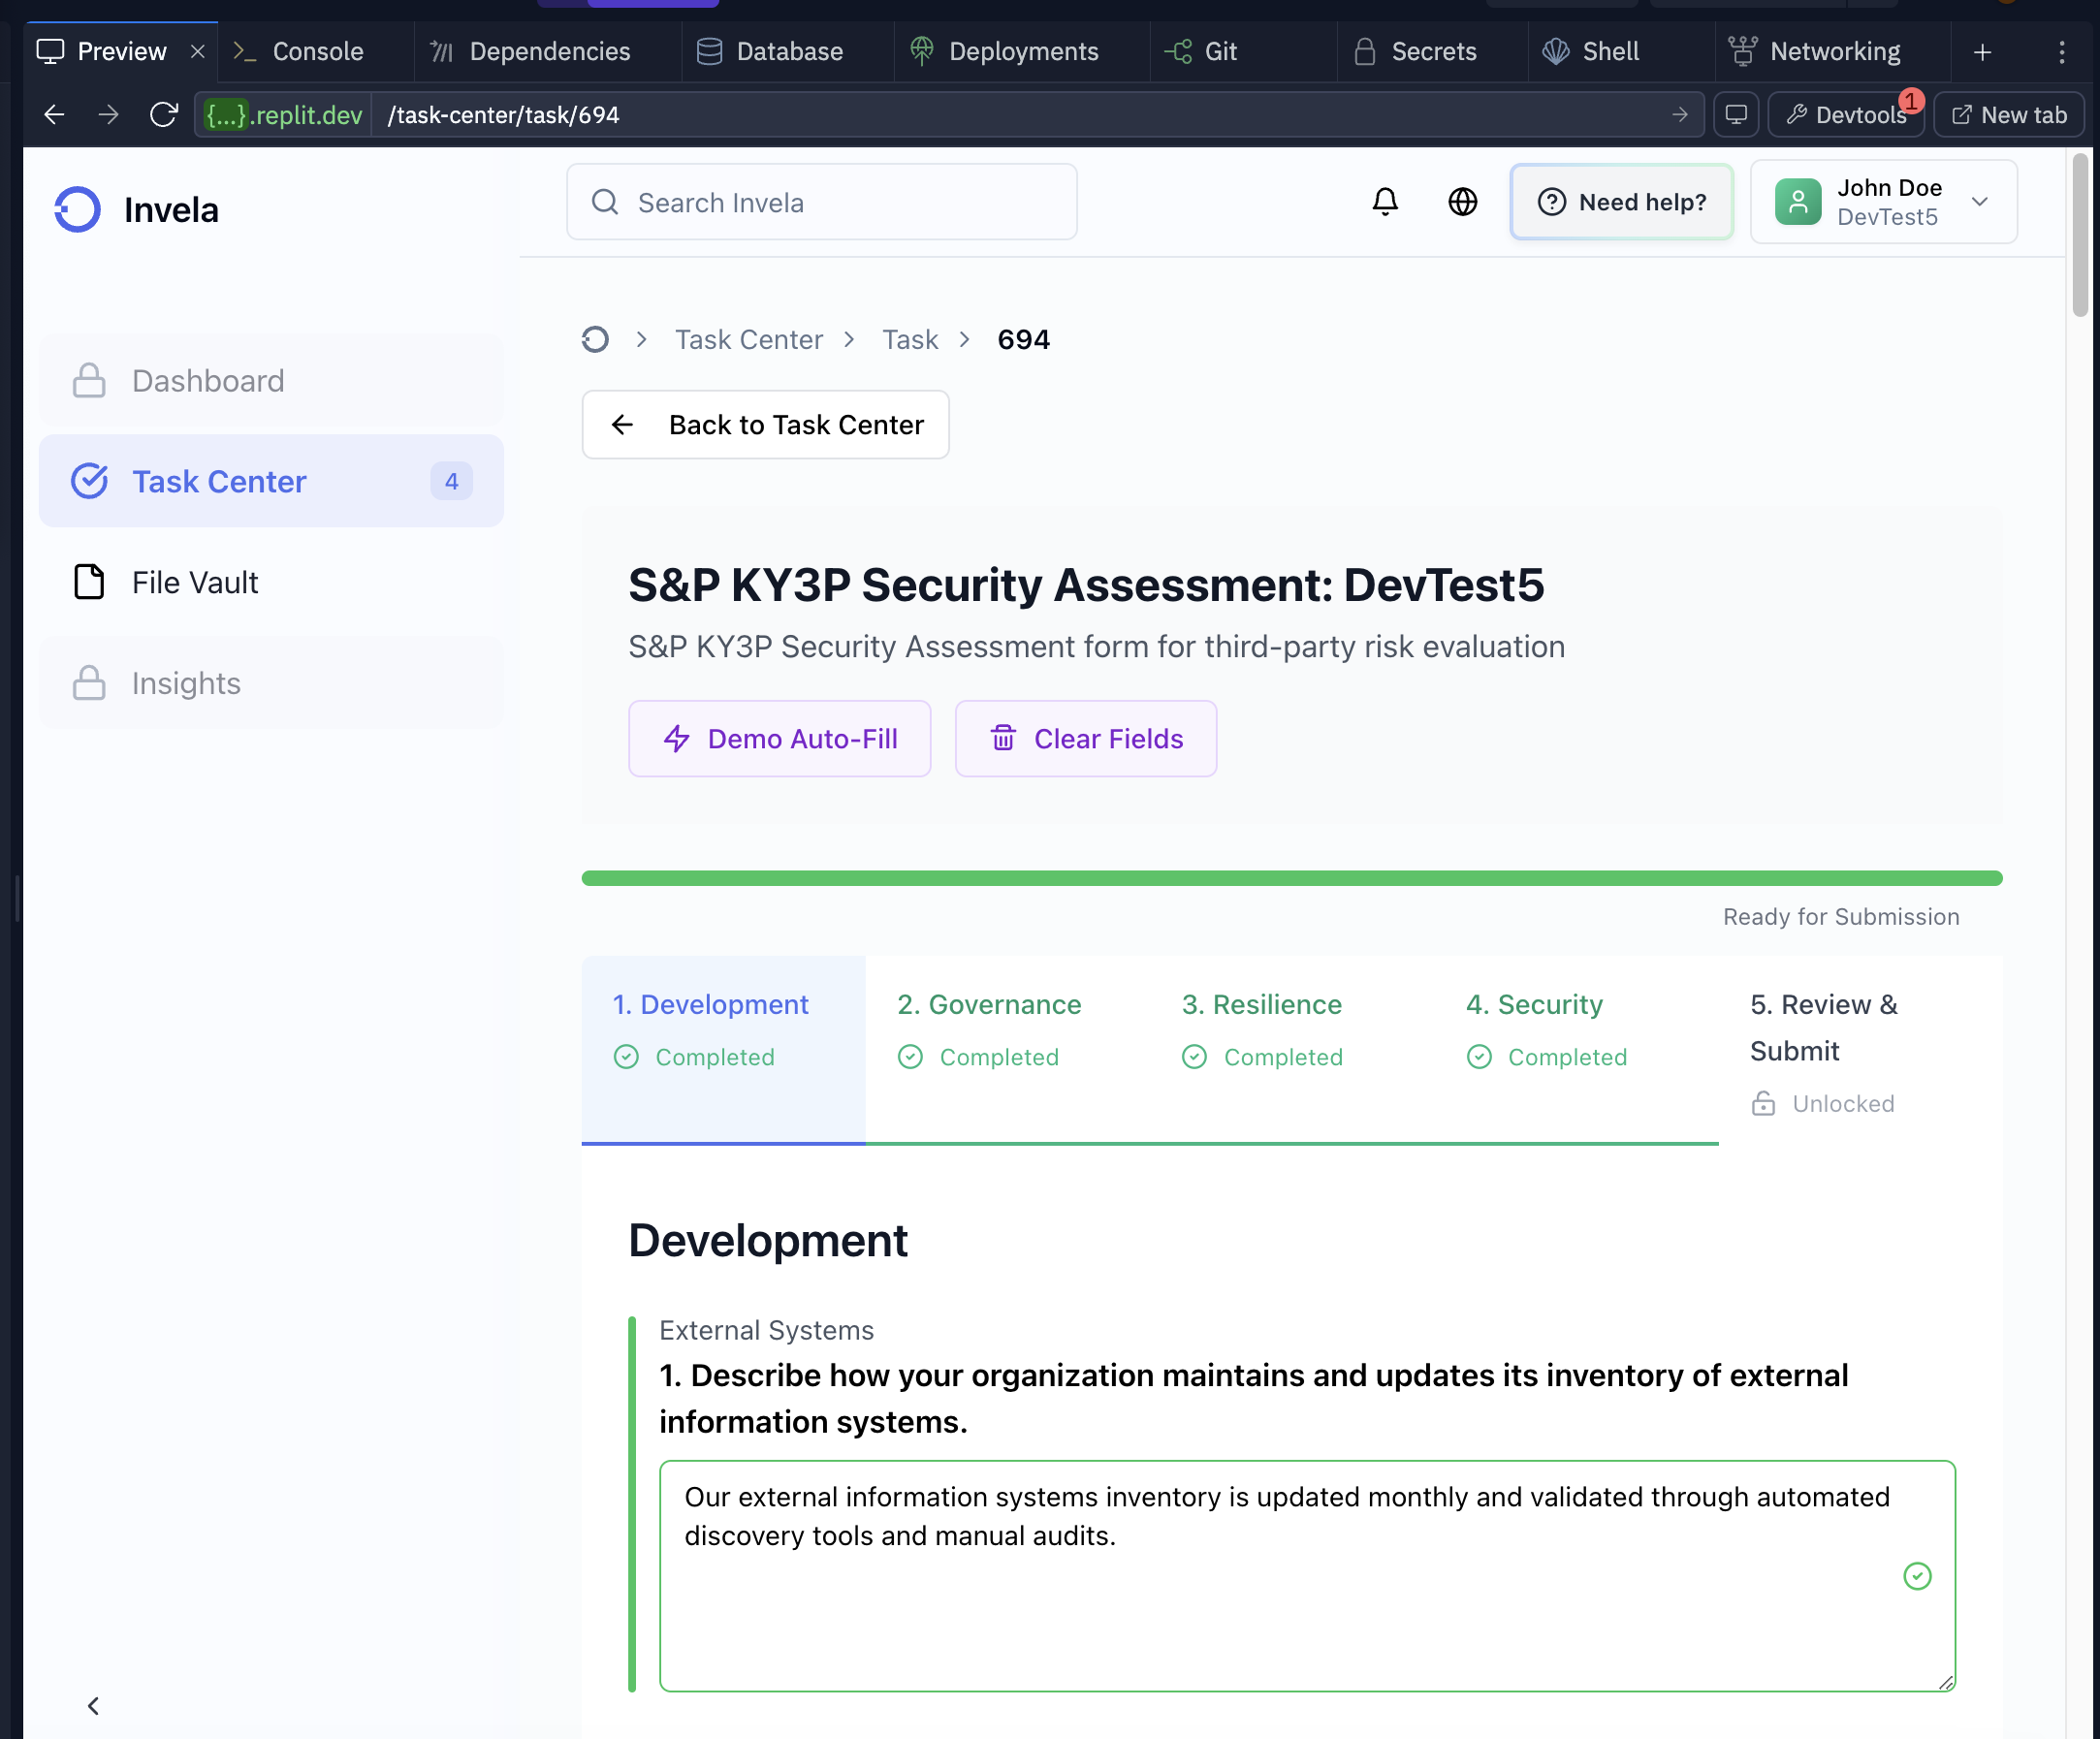 Preview
Console
Dependencies
Database
Deployments
Git
Secrets
Shell
Networking
{...}.replit.dev
/task-center/task/694
Devtools
1
New tab
Invela
Search Invela
Need help?
John Doe
DevTest5
Dashboard
Task Center
4
File Vault
Insights
Task Center
Task
694
Back to Task Center
S&P KY3P Security Assessment: DevTest5
S&P KY3P Security Assessment form for third-party risk evaluation
Demo Auto-Fill
Clear Fields
Ready for Submission
1. Development
Completed
2. Governance
Completed
3. Resilience
Completed
4. Security
Completed
5. Review &
Submit
Unlocked
Development
External Systems
1. Describe how your organization maintains and updates its inventory of external
information systems.
Our external information systems inventory is updated monthly and validated through automated
discovery tools and manual audits.